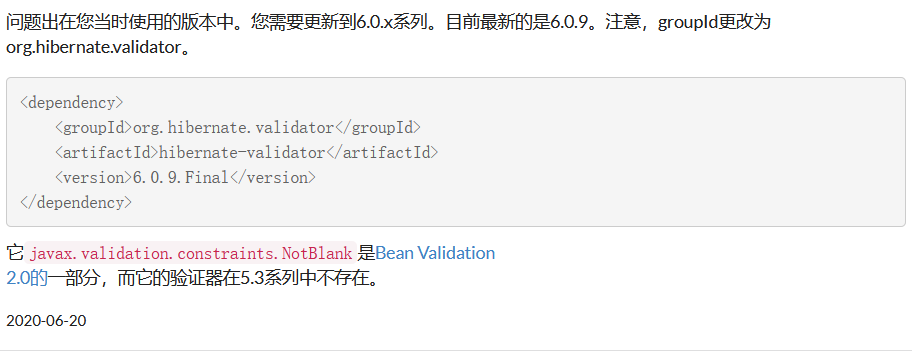 问题出在您当时使用的版本中。您需要更新到6.0.x系列。目前最新的是6.0.9。注意，groupId更改为
org.hibernate.validator。
<dependency>
    <groupId>org.hibernate.validator</groupId>
    <artifactId>hibernate-validator</artifactId>
    <version>6.0.9.Final</version>
</dependency>
它 javax.validation.constraints.NotBlank 是Bean Validation
2.0的一部分，而它的验证器在5.3系列中不存在。
2020-06-20